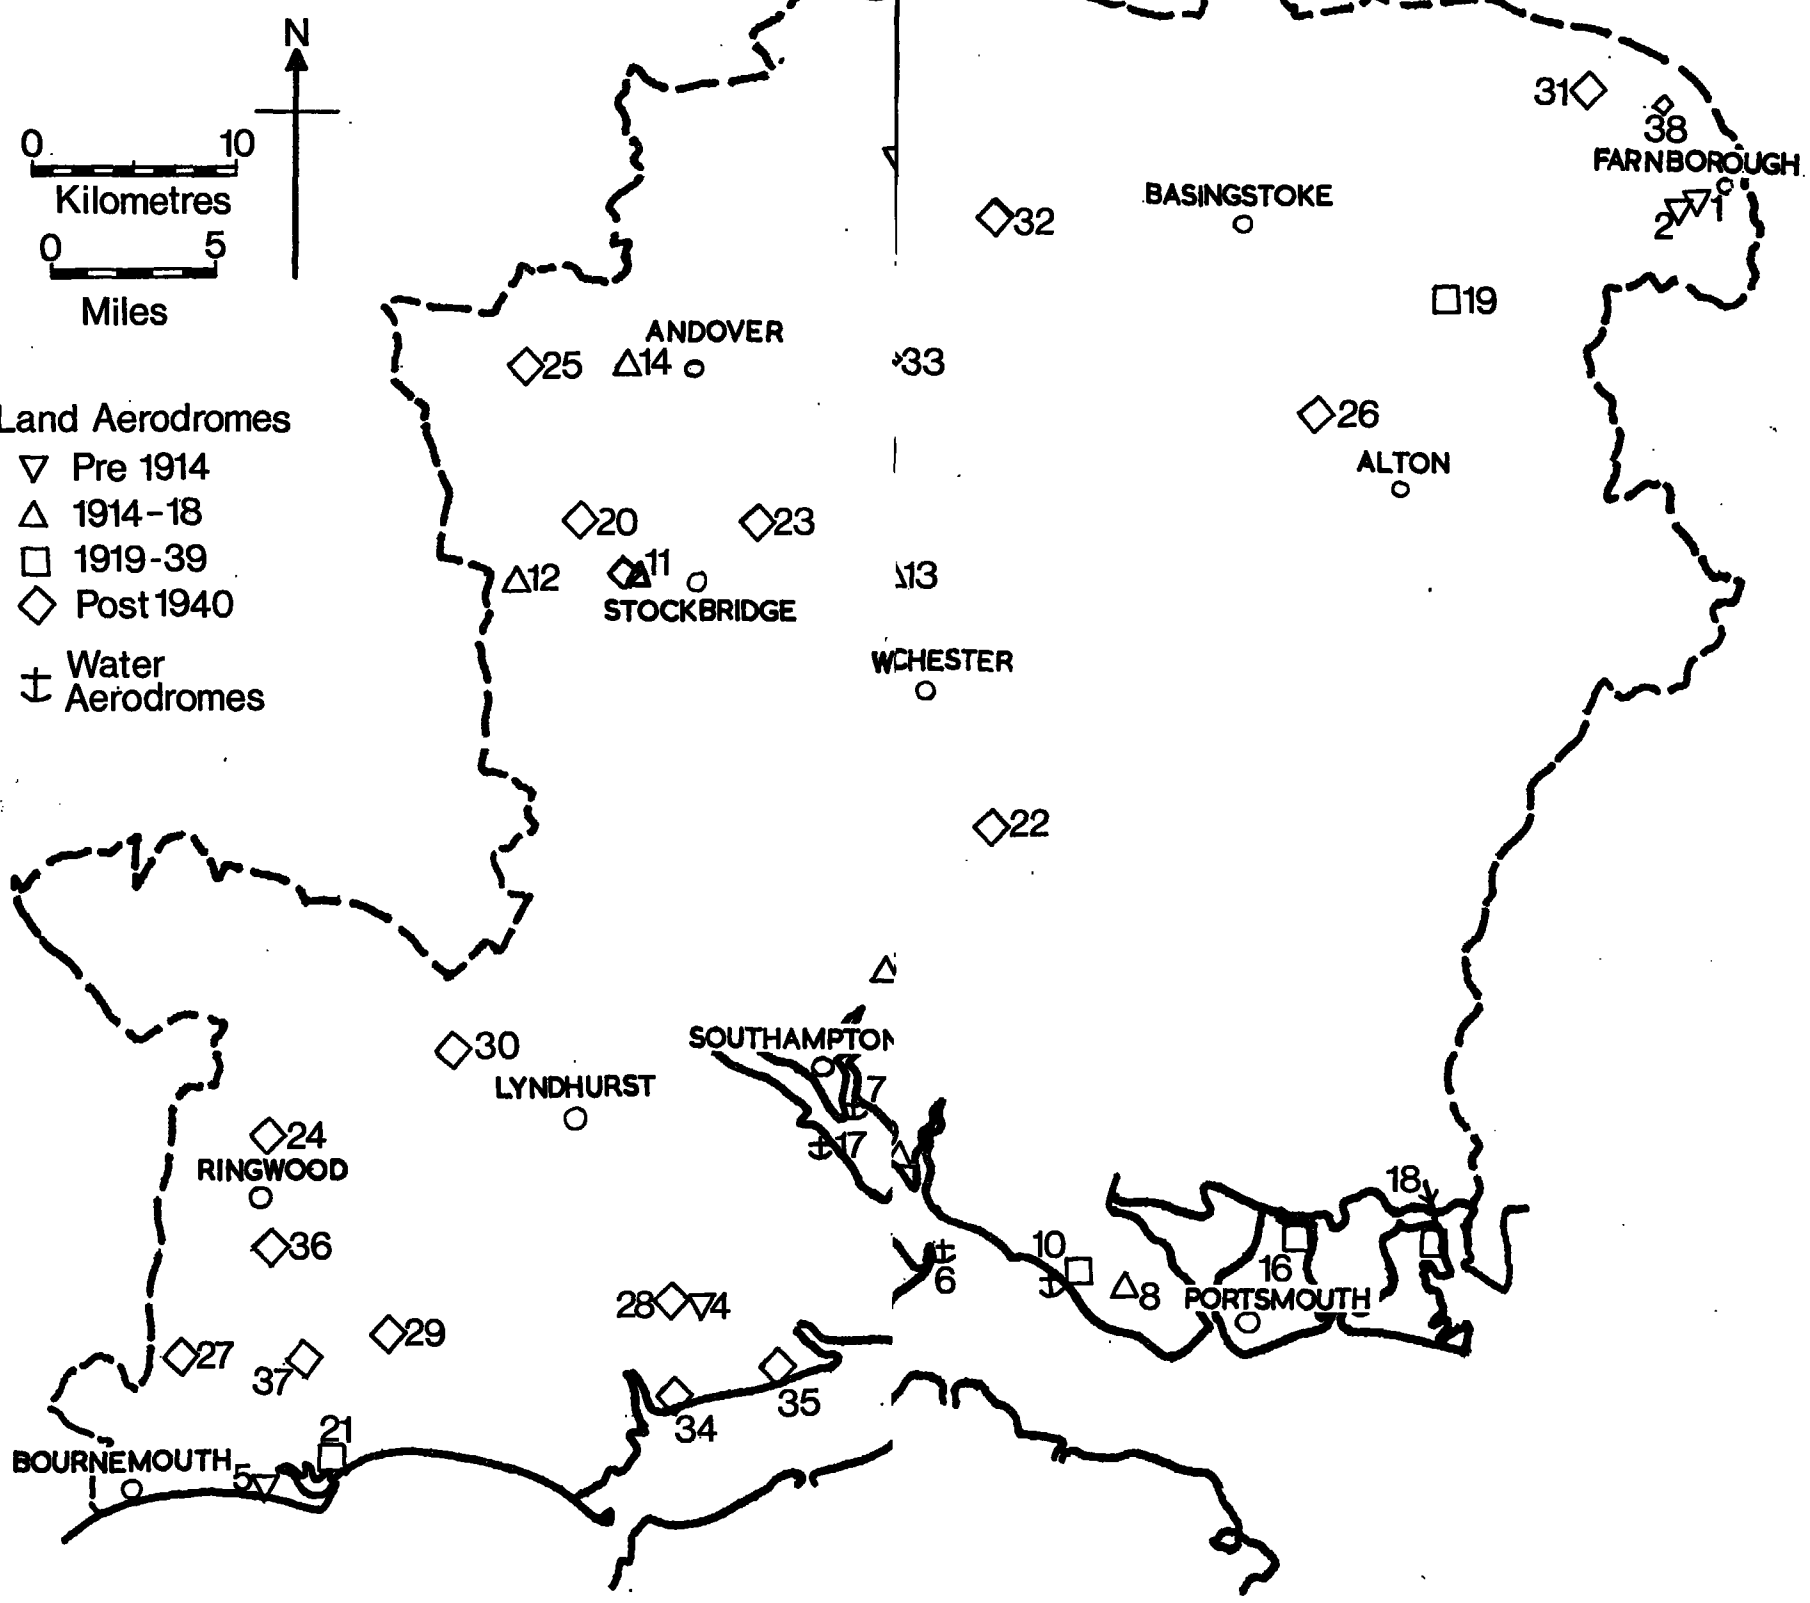 N
0 10
Kilometres
0 5
Miles
Land Aerodromes
Pre 1914
1914-18
1919-39
Post 1940
Water
Aerodromes
31
38
FARNBOROUGH
1
2
BASINGSTOKE
32
19
ANDOVER
25
14
33
26
ALTON
20
23
11
12
13
STOCKBRIDGE
WCHESTER
22
SOUTHAMPTON
30
LYNDHURST
7
17
24
RINGWOOD
18
36
10
6
16
8
PORTSMOUTH
28
4
29
27
37
35
34
21
BOURNEMOUTH
5